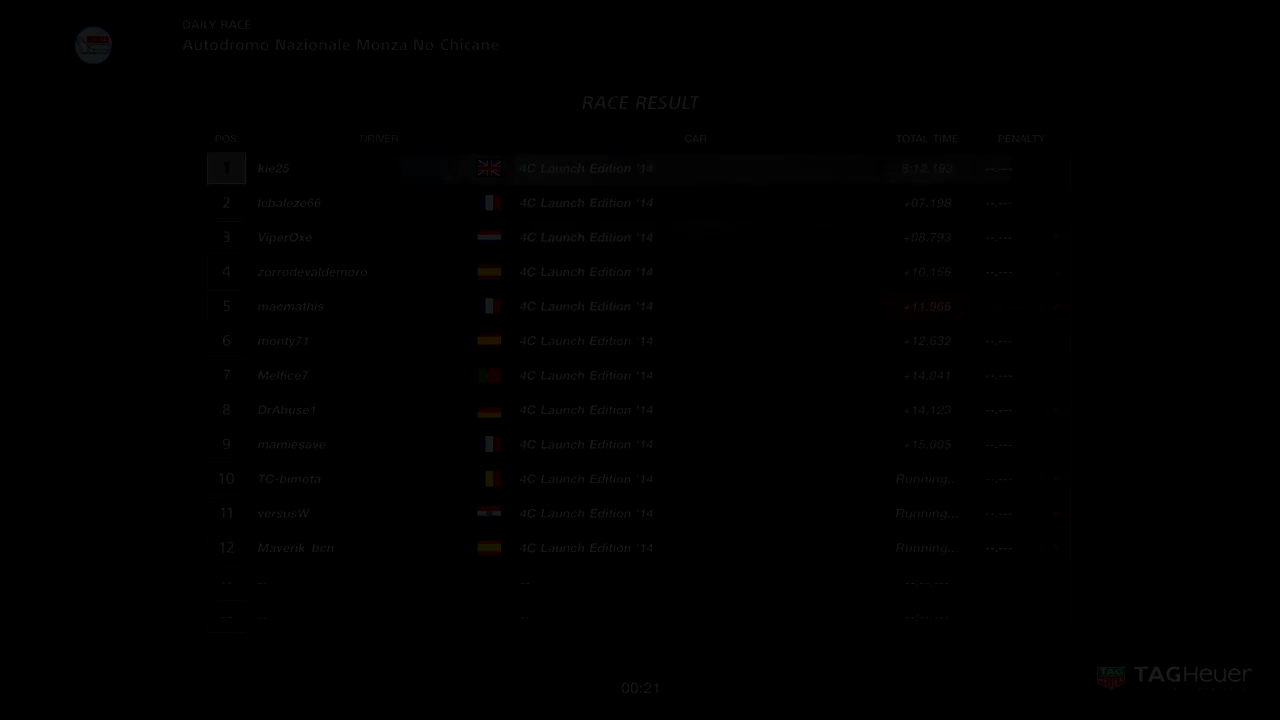 DAILY RACE
Autodromo Nazionale Monza No Chicane
RACE RESULT
POS. DRIVER CAR TOTAL TIME PENALTY
1 kie25 4C Launch Edition '14 8:12.193 --.---
2 lebaleze66 4C Launch Edition '14 +07.198 --.---
3 ViperOxe 4C Launch Edition '14 +08.793 --.---
4 zorrodevaldemoro 4C Launch Edition '14 +10.156 --.---
5 macmathis 4C Launch Edition '14 +11.966
6 monty71 4C Launch Edition '14 +12.632 --.---
7 Melfice7 4C Launch Edition '14 +14.041 --.---
8 DrAbuse1 4C Launch Edition '14 +14.123 --.---
9 mamiesave 4C Launch Edition '14 +15.005 --.---
10 TC-bimota 4C Launch Edition '14 Running... --.---
11 versusW 4C Launch Edition '14 Running... --.---
12 Maverik_bcn 4C Launch Edition '14 Running... --.---
-- -- -- --.--.---
-- -- -- --.--.---
TAG HEUER TAGHeuer
00:21